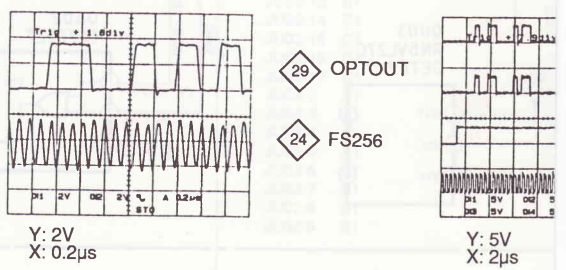 Trig + 1.8div
DI1 2V DI2 2V A 0.2µs
STO
29 OPTOUT
24 FS256
Y: 2V
X: 0.2µs
DI1 5V DI2 5
DI3 5V DI4 5
Y: 5V
X: 2µs